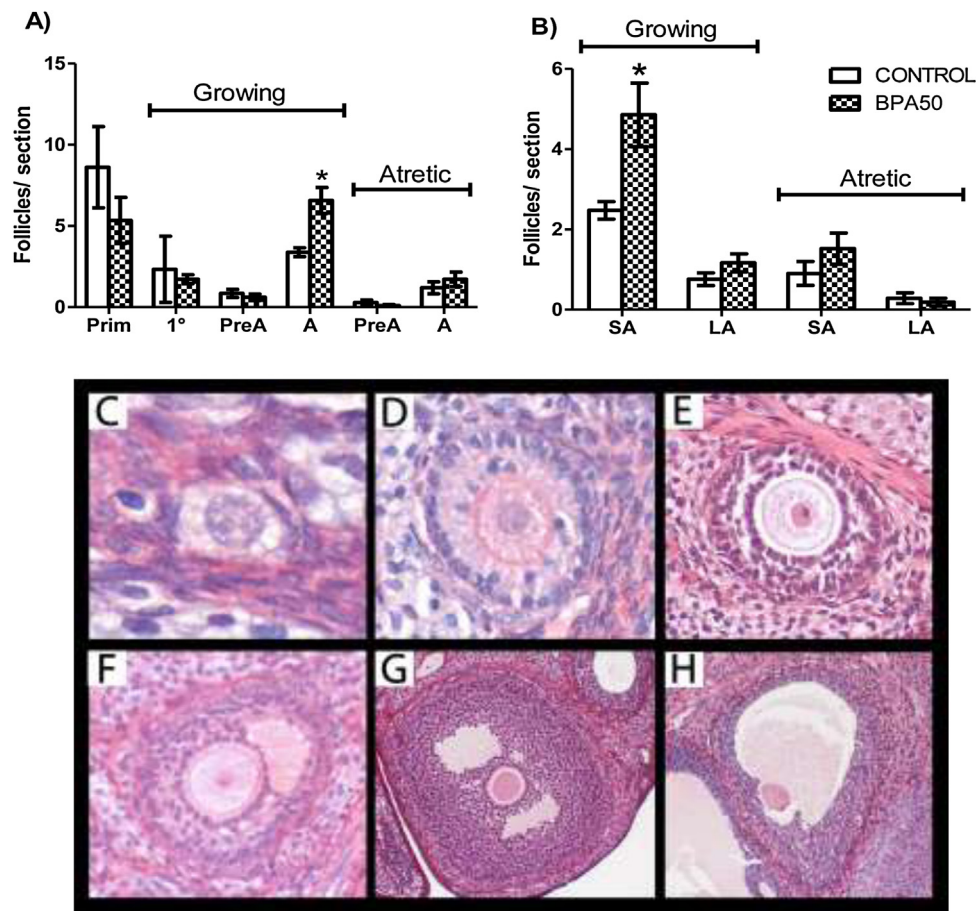 A)
Follicles/ section
15
10
5
0
Growing
Atretic
*
Prim 1° PreA A PreA A
B)
Follicles/ section
6
4
2
0
Growing
Atretic
*
CONTROL
BPA50
SA LA SA LA
C D E
F G H